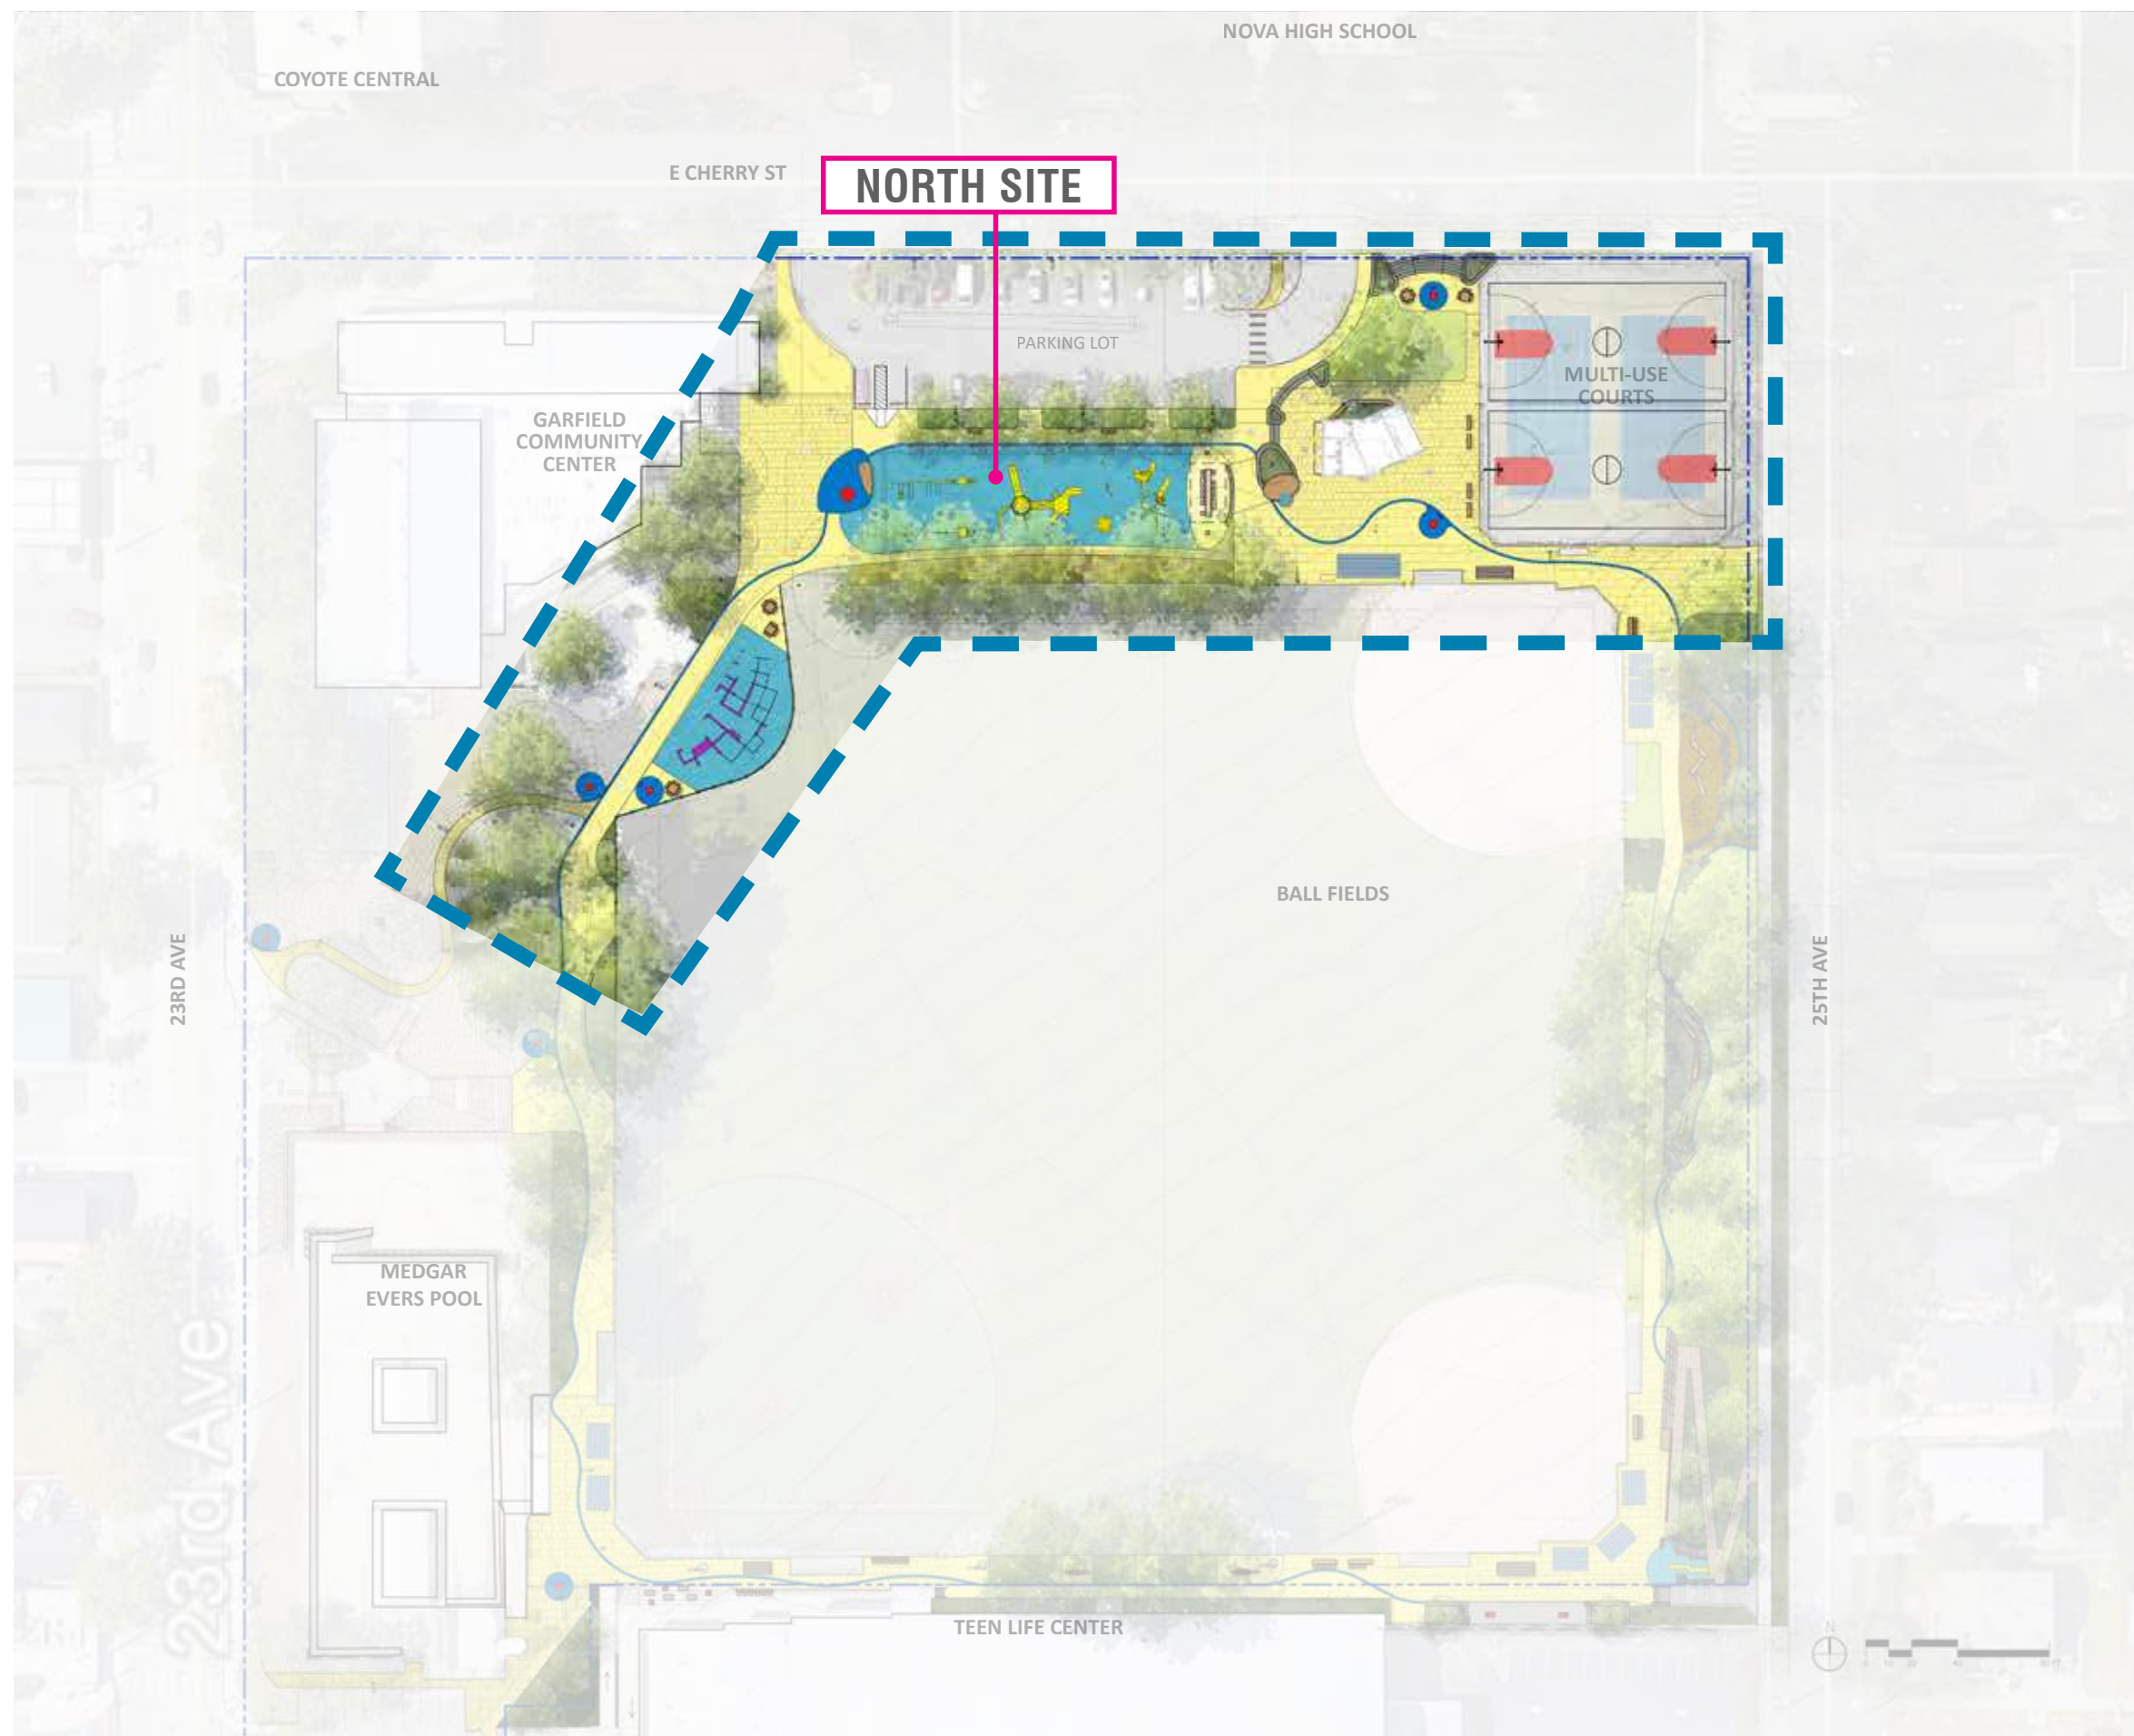 NOVA HIGH SCHOOL
COYOTE CENTRAL
E CHERRY ST
NORTH SITE
PARKING LOT
MULTI-USE
COURTS
GARFIELD
COMMUNITY
CENTER
BALL FIELDS
23RD AVE
25TH AVE
MEDGAR
EVERS POOL
23rd Ave
TEEN LIFE CENTER
N